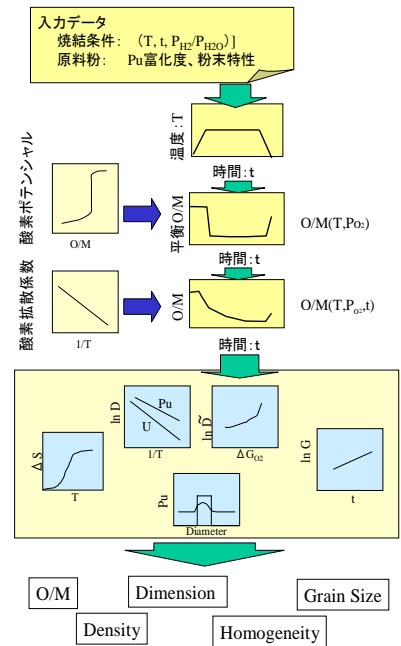 入力データ
焼結条件: (T, t, PH2/PH2O)]
原料粉: Pu富化度、粉末特性
温度:T
時間:t
酸素ポテンシャル
O/M
平衡O/M
O/M(T,PO2)
時間:t
酸素拡散係数
1/T
O/M
O/M(T,PO2,t)
時間:t
ln D
Pu
U
1/T
ln D̃
ΔGO2
ΔS
T
ln G
t
Pu
Diameter
O/M
Dimension
Grain Size
Density
Homogeneity